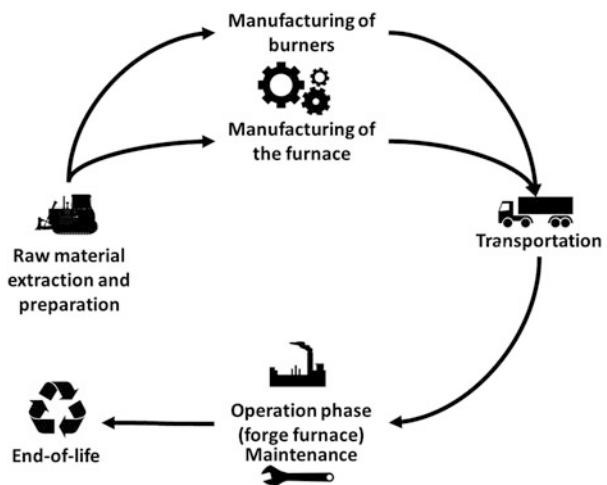 Manufacturing of
burners
Manufacturing of
the furnace
Raw material
extraction and
preparation
Transportation
Operation phase
(forge furnace)
Maintenance
End-of-life